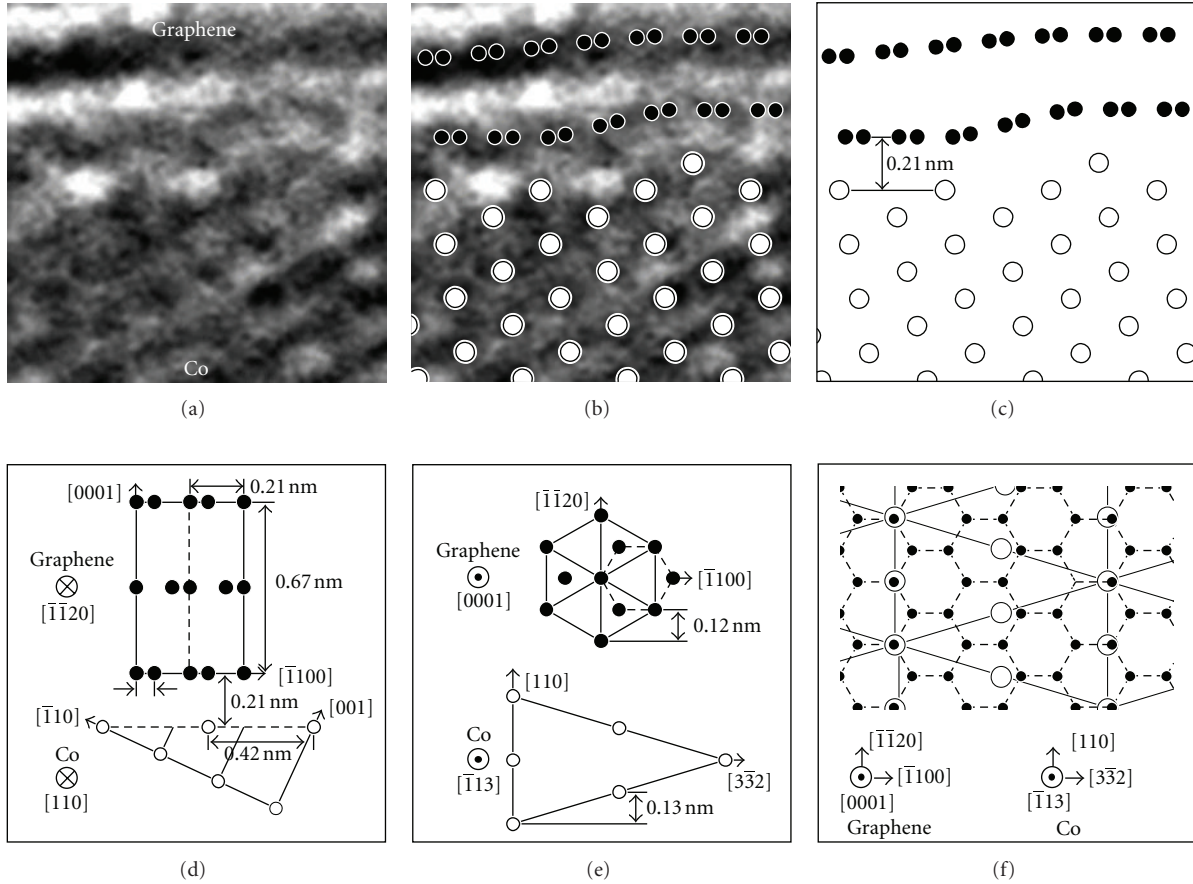 Graphene
Co
0.21 nm
(a)
(b)
(c)
[0001]
0.21 nm
Graphene
[1̅1̅20]
0.67 nm
[1̅100]
0.21 nm
[1̅10]
[001]
Co
0.42 nm
[110]
(d)
[1̅1̅20]
Graphene
[0001]
[1̅100]
0.12 nm
[110]
Co
[1̅13]
[33̅2]
0.13 nm
(e)
[1̅1̅20]
[1̅100]
[0001]
Graphene
[110]
[33̅2]
[1̅13]
Co
(f)